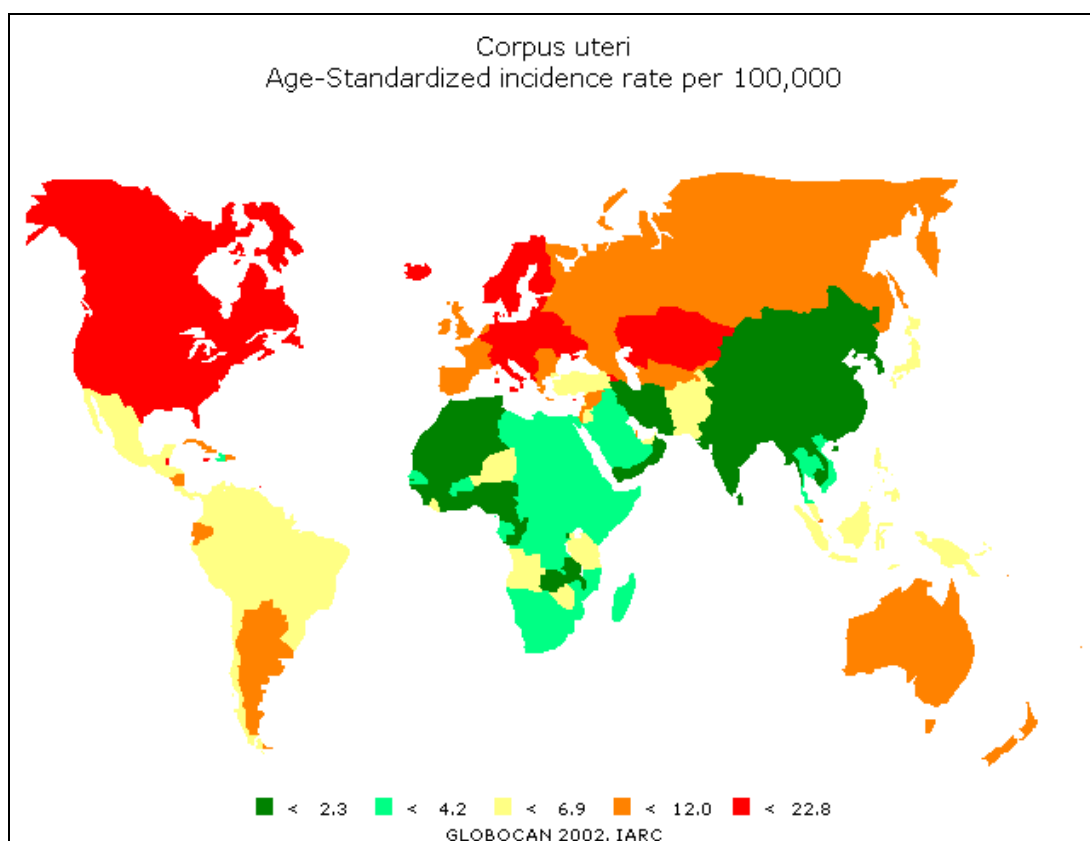 Corpus uteri
Age-Standardized incidence rate per 100,000
< 2.3 < 4.2 < 6.9 < 12.0 < 22.8
GLOBOCAN 2002. IARC